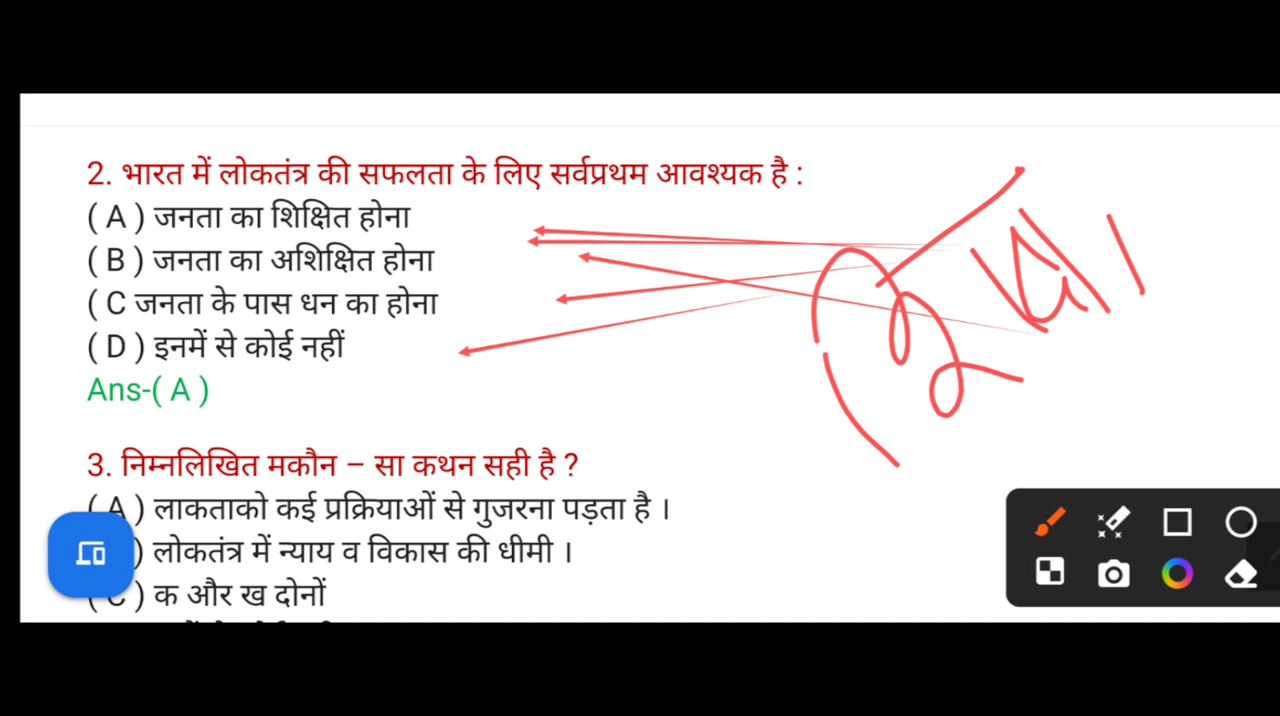 2. भारत में लोकतंत्र की सफलता के लिए सर्वप्रथम आवश्यक है :
( A ) जनता का शिक्षित होना
( B ) जनता का अशिक्षित होना
( C जनता के पास धन का होना
( D ) इनमें से कोई नहीं
Ans-( A )
3. निम्नलिखित मकौन – सा कथन सही है ?
( A ) लाकताको कई प्रक्रियाओं से गुजरना पड़ता है ।
) लोकतंत्र में न्याय व विकास की धीमी ।
( C ) क और ख दोनों